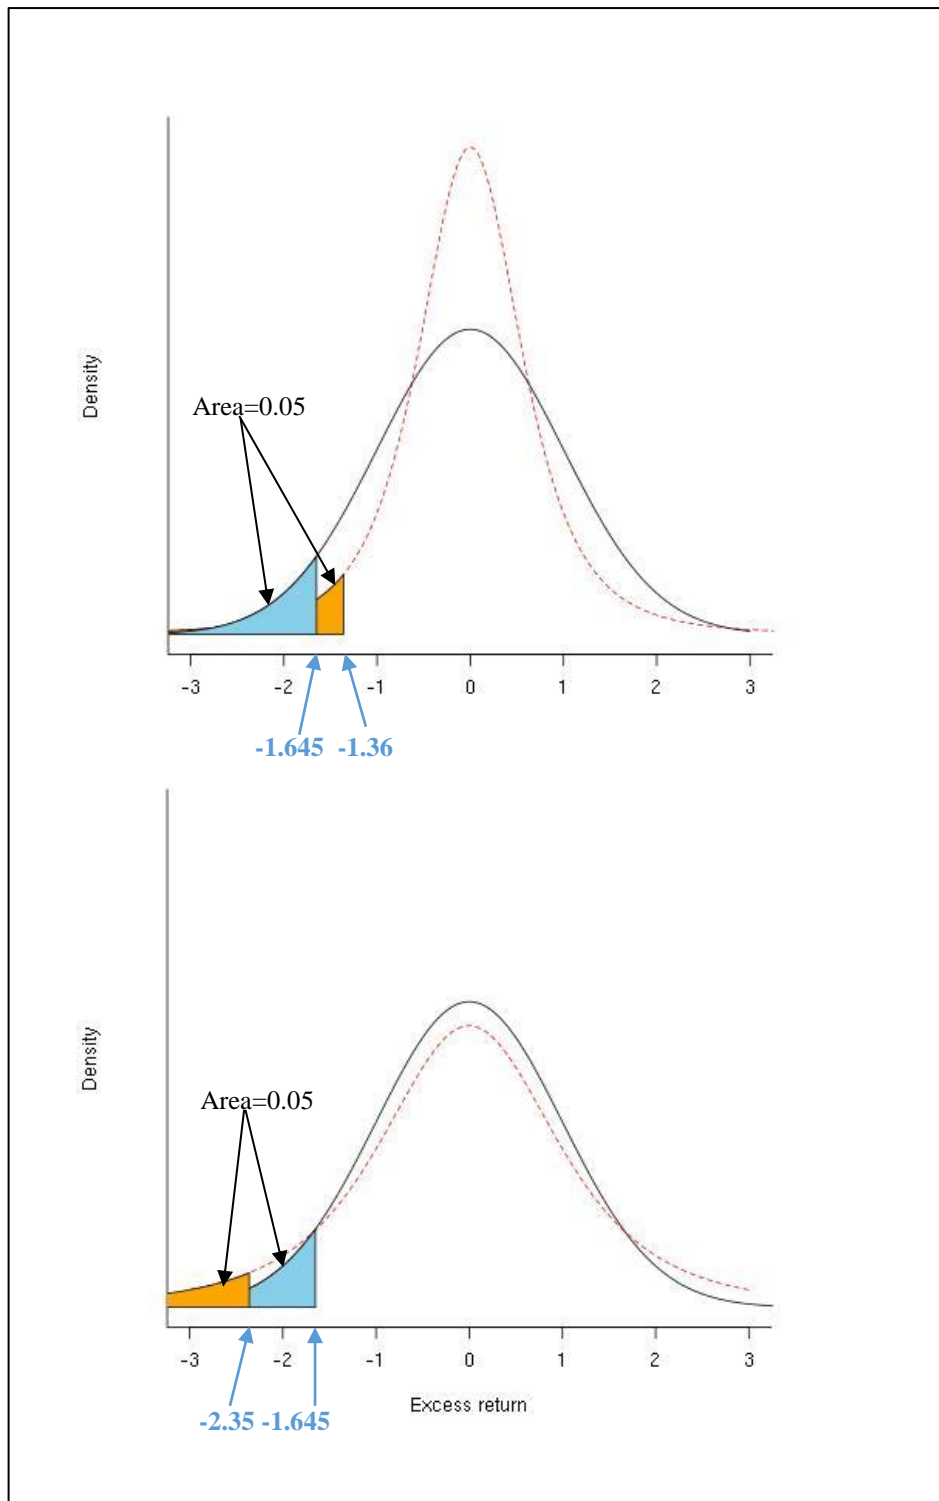 Density
Area=0.05
-3 -2 -1 0 1 2 3
-1.645 -1.36
Density
Area=0.05
-3 -2 -1 0 1 2 3
Excess return
-2.35 -1.645